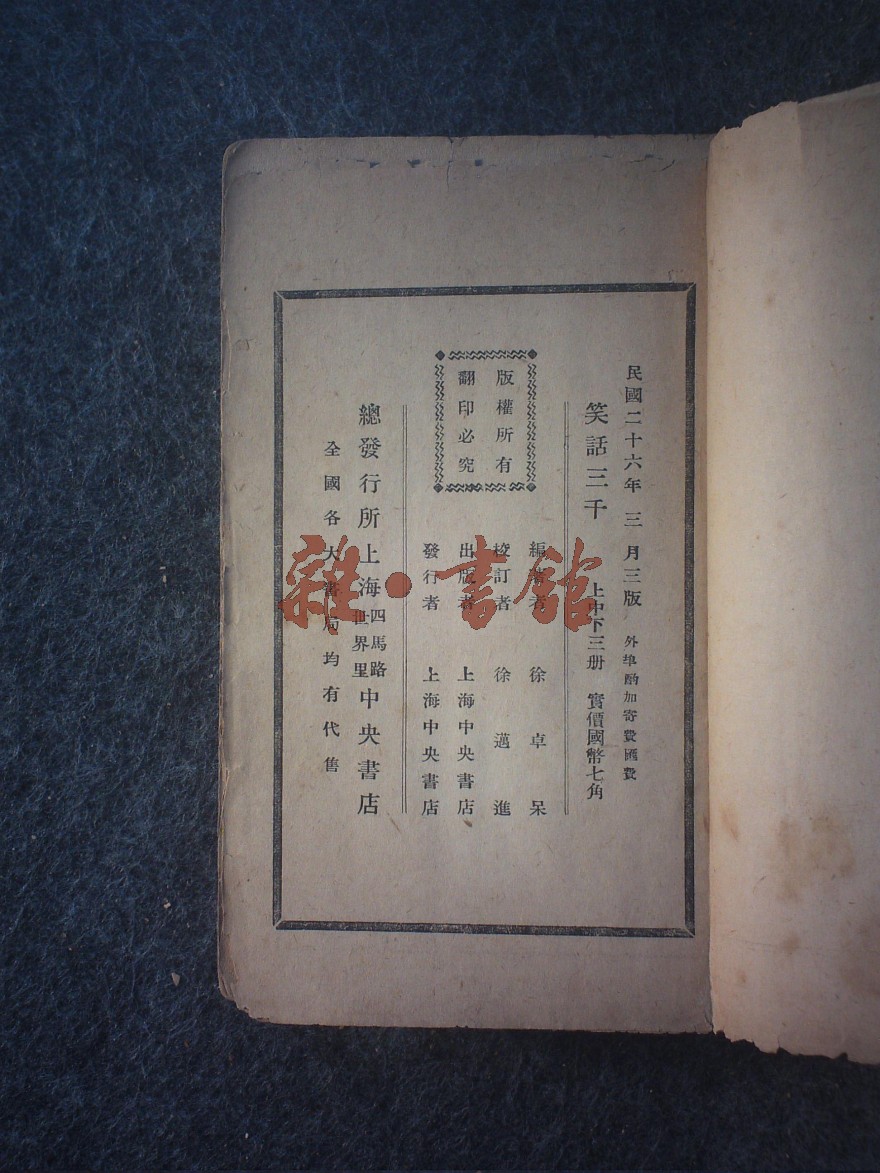 民國二十六年 三月三版 外埠酌加寄費匯費
笑話三千 上中下三册 實價國幣七角
編著者 徐卓呆
校訂者 徐邁進
出版者 上海中央書店
發行者 上海中央書店
版權所有
翻印必究
總發行所 上海四馬路世界里中央書店
全國各大書局均有代售
雜·書館